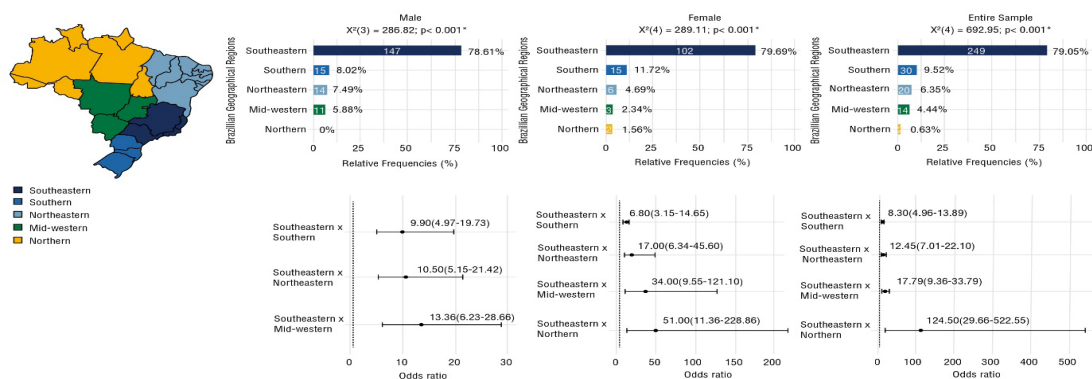 Southeastern
Southern
Northeastern
Mid-western
Northern
Male
X²(3) = 286.82; p< 0.001*
Brazilian Geographical Regions
Southeastern 147 78.61%
Southern 15 8.02%
Northeastern 14 7.49%
Mid-western 11 5.88%
Northern 0%
0 25 50 75 100
Relative Frequencies (%)
Female
X²(4) = 289.11; p< 0.001*
Brazilian Geographical Regions
Southeastern 102 79.69%
Southern 15 11.72%
Northeastern 6 4.69%
Mid-western 3 2.34%
Northern 1.56%
0 25 50 75 100
Relative Frequencies (%)
Entire Sample
X²(4) = 692.95; p< 0.001*
Brazilian Geographical Regions
Southeastern 249 79.05%
Southern 30 9.52%
Northeastern 20 6.35%
Mid-western 14 4.44%
Northern 0.63%
0 25 50 75 100
Relative Frequencies (%)
Southeastern x
Southern
9.90(4.97-19.73)
Southeastern x
Northeastern
10.50(5.15-21.42)
Southeastern x
Mid-western
13.36(6.23-28.66)
0 10 20 30
Odds ratio
Southeastern x
Southern
6.80(3.15-14.65)
Southeastern x
Northeastern
17.00(6.34-45.60)
Southeastern x
Mid-western
34.00(9.55-121.10)
Southeastern x
Northern
51.00(11.36-228.86)
0 50 100 150 200
Odds ratio
Southeastern x
Southern
8.30(4.96-13.89)
Southeastern x
Northeastern
12.45(7.01-22.10)
Southeastern x
Mid-western
17.79(9.36-33.79)
Southeastern x
Northern
124.50(29.66-522.55)
0 100 200 300 400 500
Odds ratio